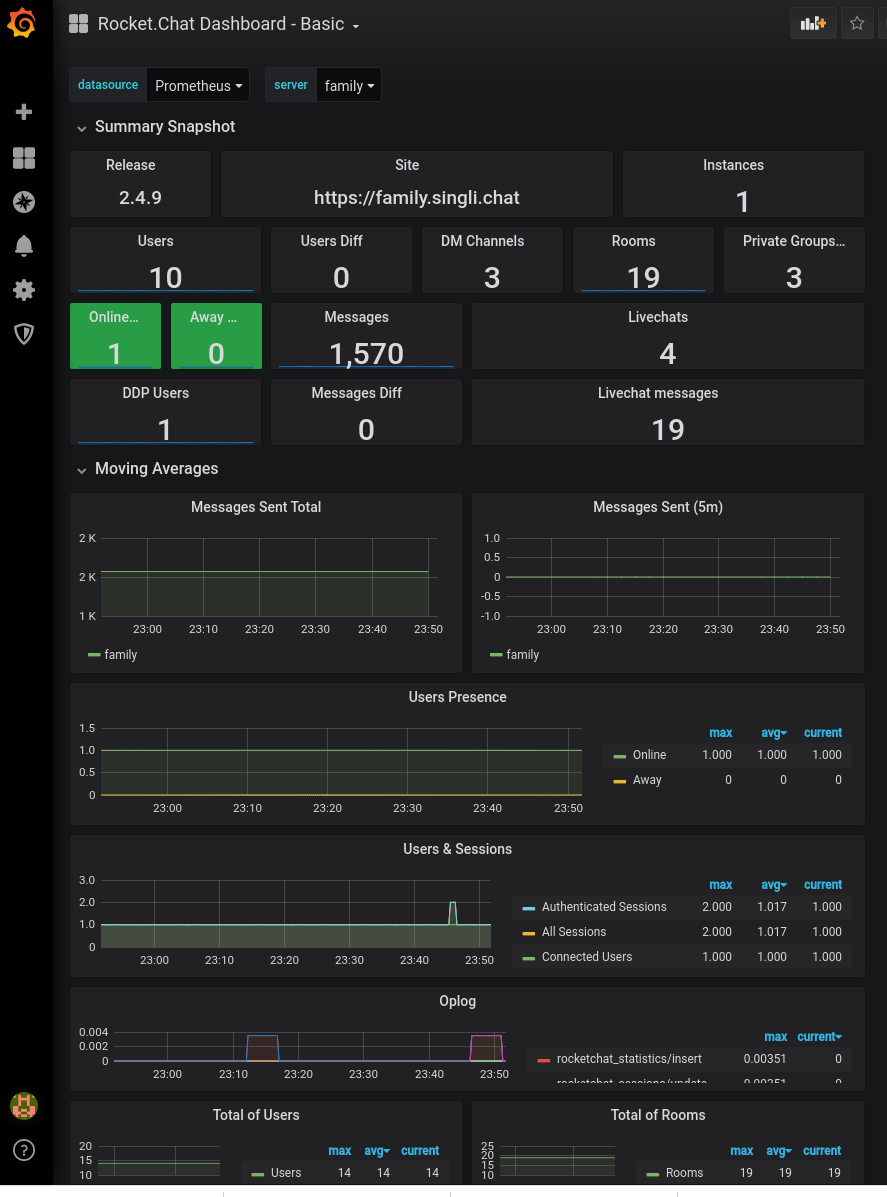 Rocket.Chat Dashboard - Basic
datasource Prometheus server family
Summary Snapshot
Release Site Instances
2.4.9 https://family.singli.chat 1
Users Users Diff DM Channels Rooms Private Groups...
10 0 3 19 3
Online... Away ... Messages Livechats
1 0 1,570 4
DDP Users Messages Diff Livechat messages
1 0 19
Moving Averages
Messages Sent Total
2 K
2 K
1 K
23:00 23:10 23:20 23:30 23:40 23:50
family
Messages Sent (5m)
1.0
0.5
0
-0.5
-1.0
23:00 23:10 23:20 23:30 23:40 23:50
family
Users Presence
1.5
1.0
0.5
0
23:00 23:10 23:20 23:30 23:40 23:50
max avg current
Online 1.000 1.000 1.000
Away 0 0 0
Users & Sessions
3.0
2.0
1.0
0
23:00 23:10 23:20 23:30 23:40 23:50
max avg current
Authenticated Sessions 2.000 1.017 1.000
All Sessions 2.000 1.017 1.000
Connected Users 1.000 1.000 1.000
Oplog
0.004
0.002
0
23:00 23:10 23:20 23:30 23:40 23:50
max current
rocketchat_statistics/insert 0.00351 0
rocketchat_sessions/update 0.00351 0
Total of Users
20
15
10
max avg current
Users 14 14 14
Total of Rooms
25
20
15
10
max avg current
Rooms 19 19 19